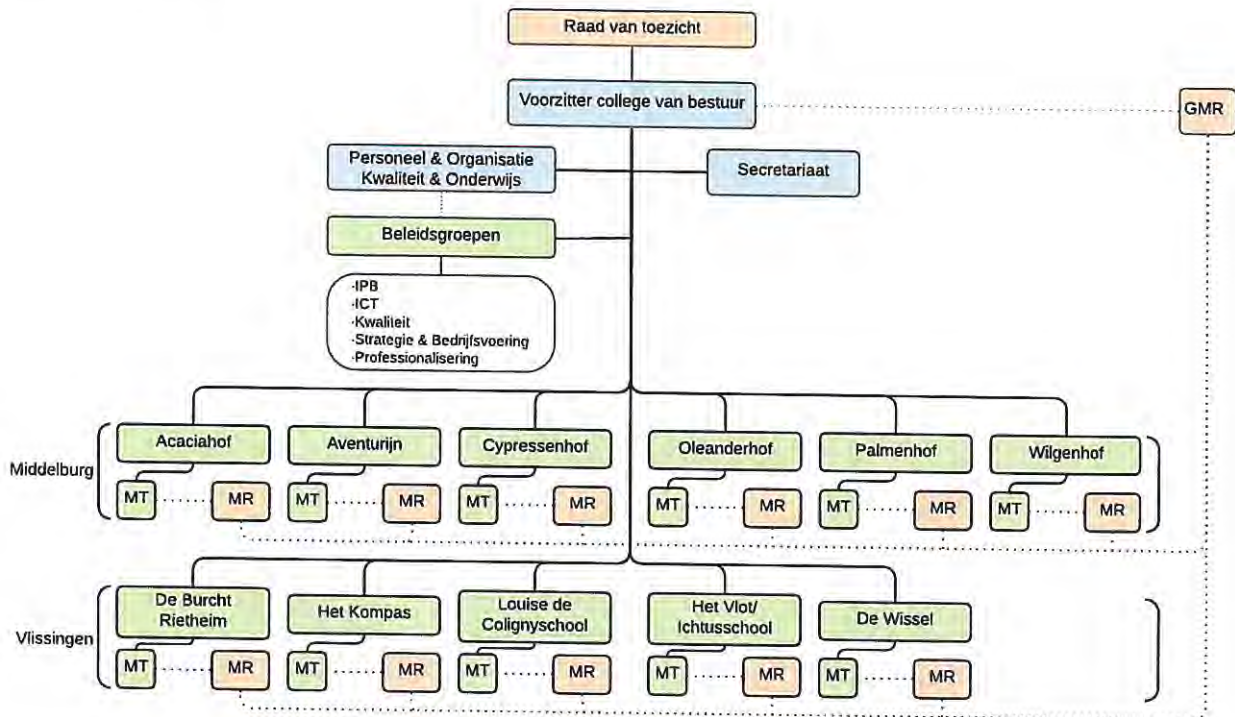 Raad van toezicht
Voorzitter college van bestuur
GMR
Personeel & Organisatie
Kwaliteit & Onderwijs
Secretariaat
Beleidsgroepen
·IPB
·ICT
·Kwaliteit
·Strategie & Bedrijfsvoering
·Professionalisering
Middelburg
Acaciahof
Aventurijn
Cypressenhof
Oleanderhof
Palmenhof
Wilgenhof
MT
MR
MT
MR
MT
MR
MT
MR
MT
MR
MT
MR
Vlissingen
De Burcht
Rietheim
Het Kompas
Louise de
Colignyschool
Het Vlot/
Ichtusschool
De Wissel
MT
MR
MT
MR
MT
MR
MT
MR
MT
MR